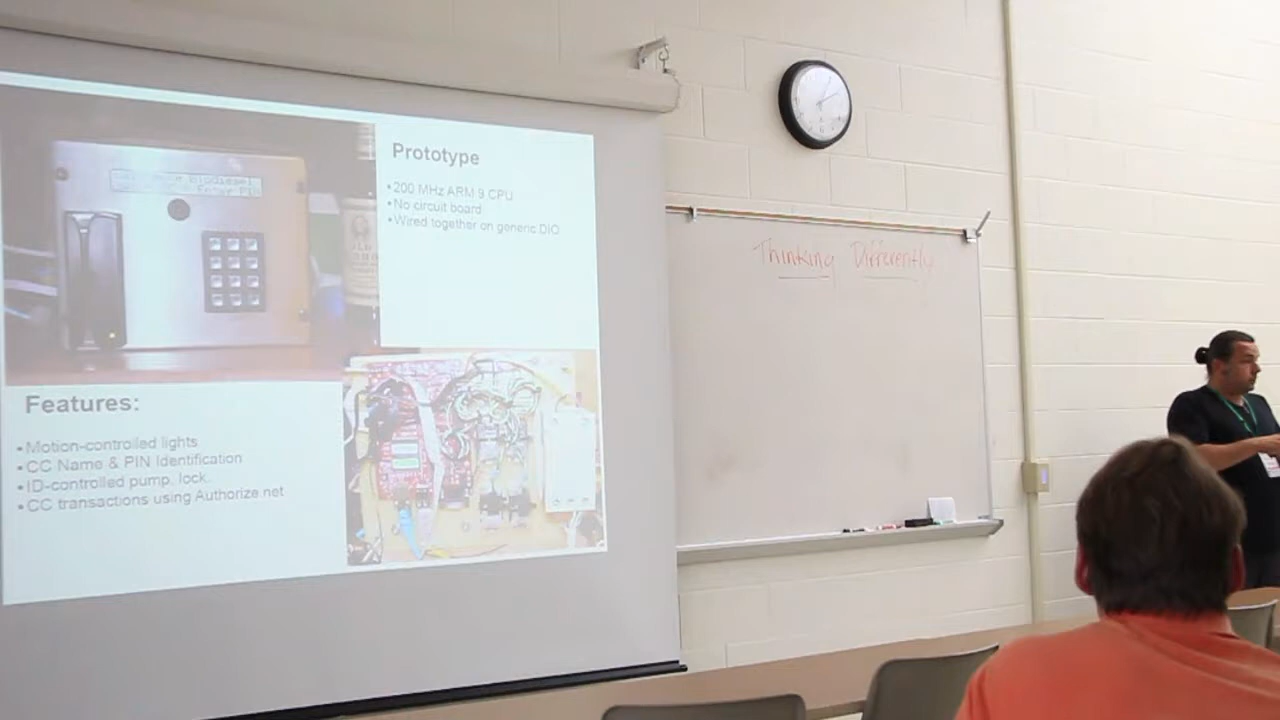 Prototype
•200 MHz ARM 9 CPU
•No circuit board
•Wired together on generic DIO
Features:
•Motion-controlled lights
•CC Name & PIN Identification
•ID-controlled pump, lock.
•CC transactions using Authorize.net
Thinking Differently